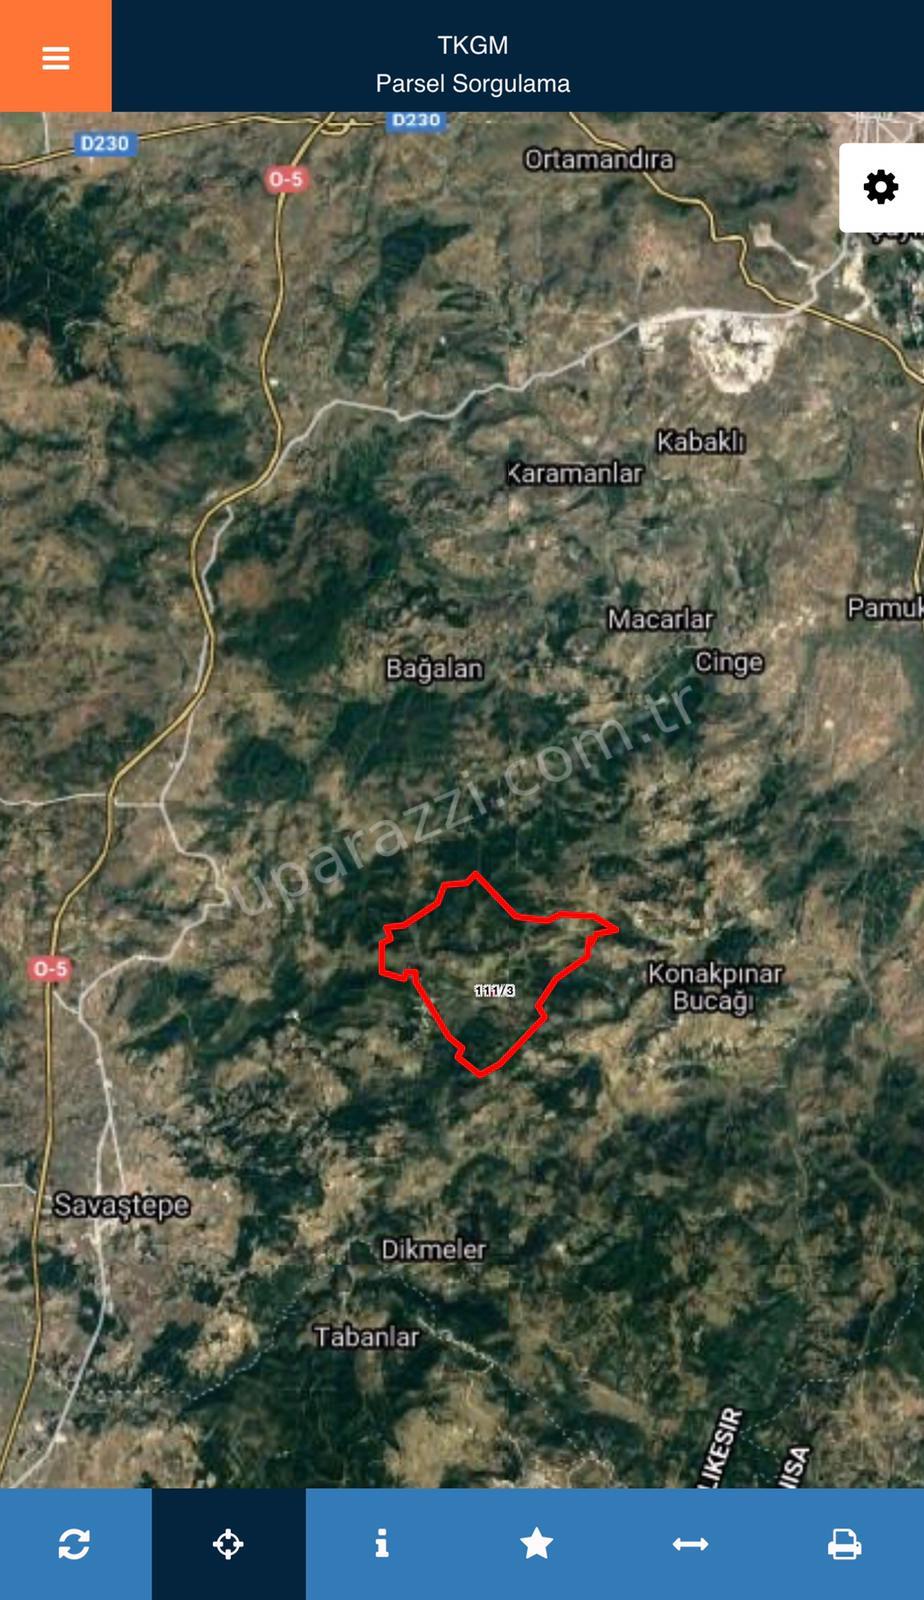 TKGM
Parsel Sorgulama
D230
D230
Ortamandıra
O-5
Kabaklı
Karamanlar
Macarlar
Pamuk
Cinge
Bağalan
uparazzi.com.tr
O-5
Konakpınar
Bucağı
111/3
Savaştepe
Dikmeler
Tabanlar
LIKESIR
NISA